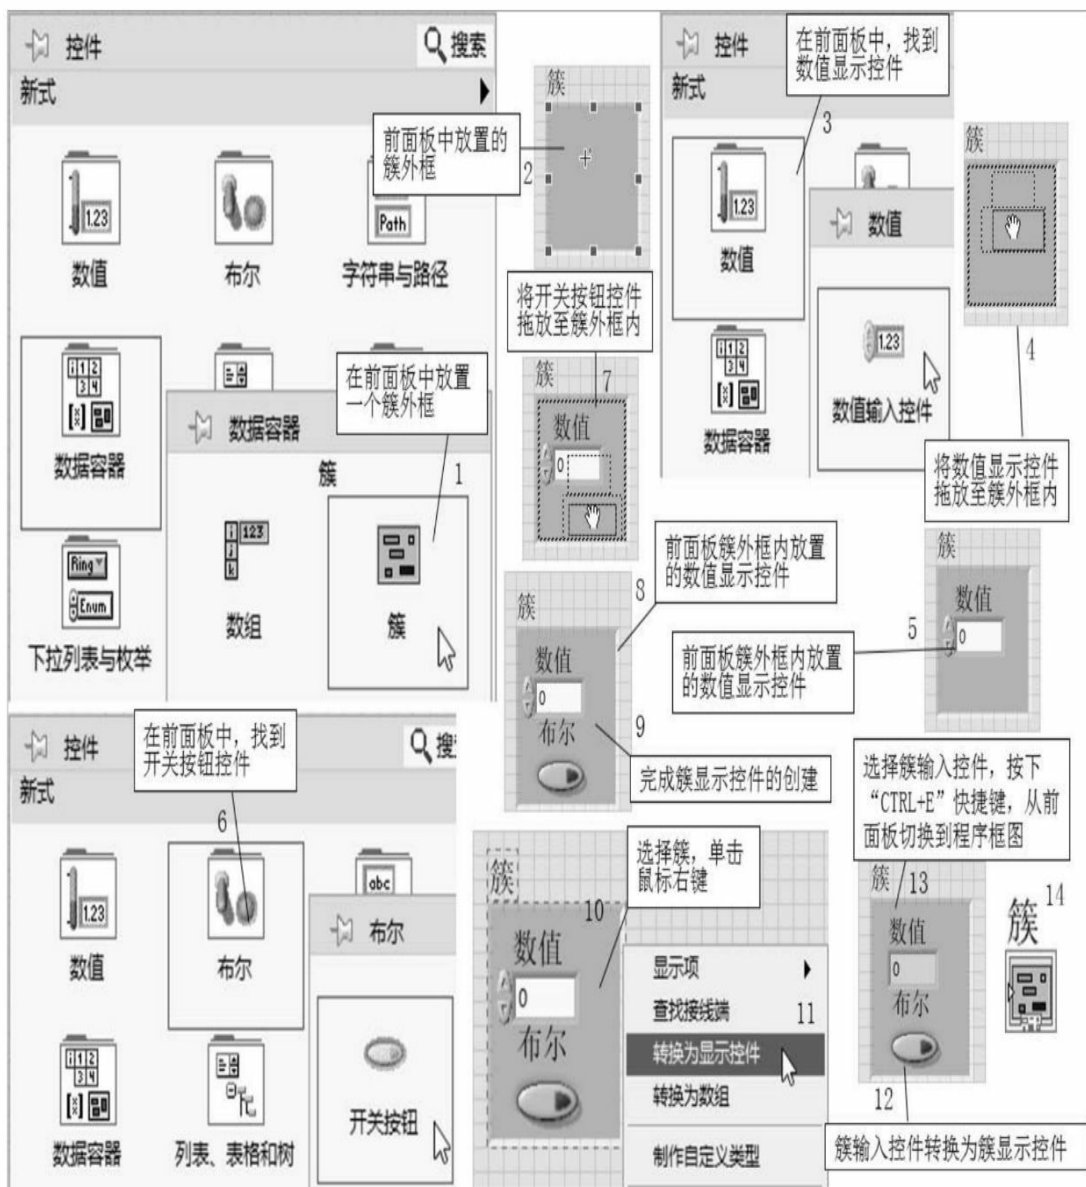 控件
搜索
新式
数值
1.23
布尔
Path
字符串与路径
数据容器
数据容器
簇
数组
123
簇
Ring
Enum
下拉列表与枚举
在前面板中放置
一个簇外框
1
前面板中放置的
簇外框
2
簇
控件
新式
在前面板中，找到
数值显示控件
3
1.23
数值
数值
1.23
数值输入控件
数据容器
簇
4
将数值显示控件
拖放至簇外框内
簇
数值
0
5
前面板簇外框内放置
的数值显示控件
控件
新式
在前面板中，找到
开关按钮控件
6
1.23
数值
布尔
abc
布尔
开关按钮
数据容器
列表、表格和树
将开关按钮控件
拖放至簇外框内
7
簇
数值
0
前面板簇外框内放置
的数值显示控件
8
簇
数值
0
布尔
9
完成簇显示控件的创建
选择簇，单击
鼠标右键
10
簇
数值
0
布尔
显示项
查找接线端
11
转换为显示控件
转换为数组
制作自定义类型
选择簇输入控件，按下
“CTRL+E”快捷键，从前
面板切换到程序框图
13
簇
数值
0
布尔
12
簇输入控件转换为簇显示控件
14
簇